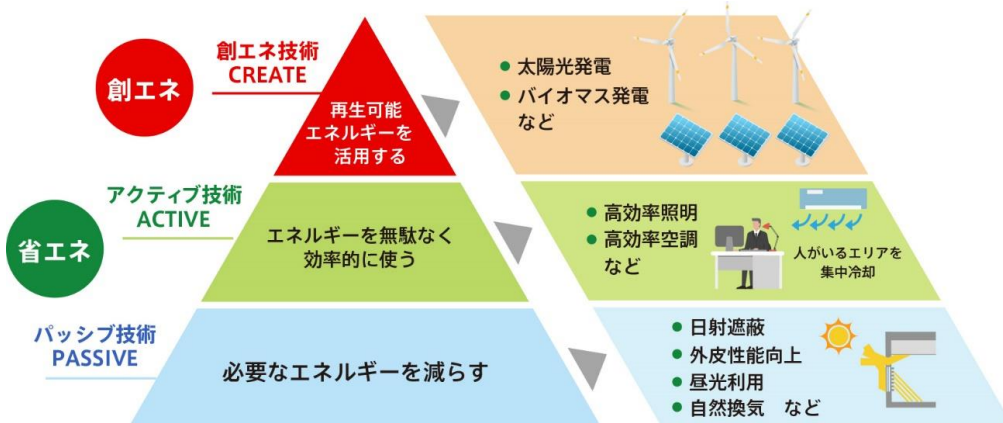 創エネ
創エネ技術
CREATE
再生可能
エネルギーを
活用する
● 太陽光発電
● バイオマス発電
など
省エネ
アクティブ技術
ACTIVE
エネルギーを無駄なく
効率的に使う
● 高効率照明
● 高効率空調
など
人がいるエリアを
集中冷却
パッシブ技術
PASSIVE
必要なエネルギーを減らす
● 日射遮蔽
● 外皮性能向上
● 昼光利用
● 自然換気 など